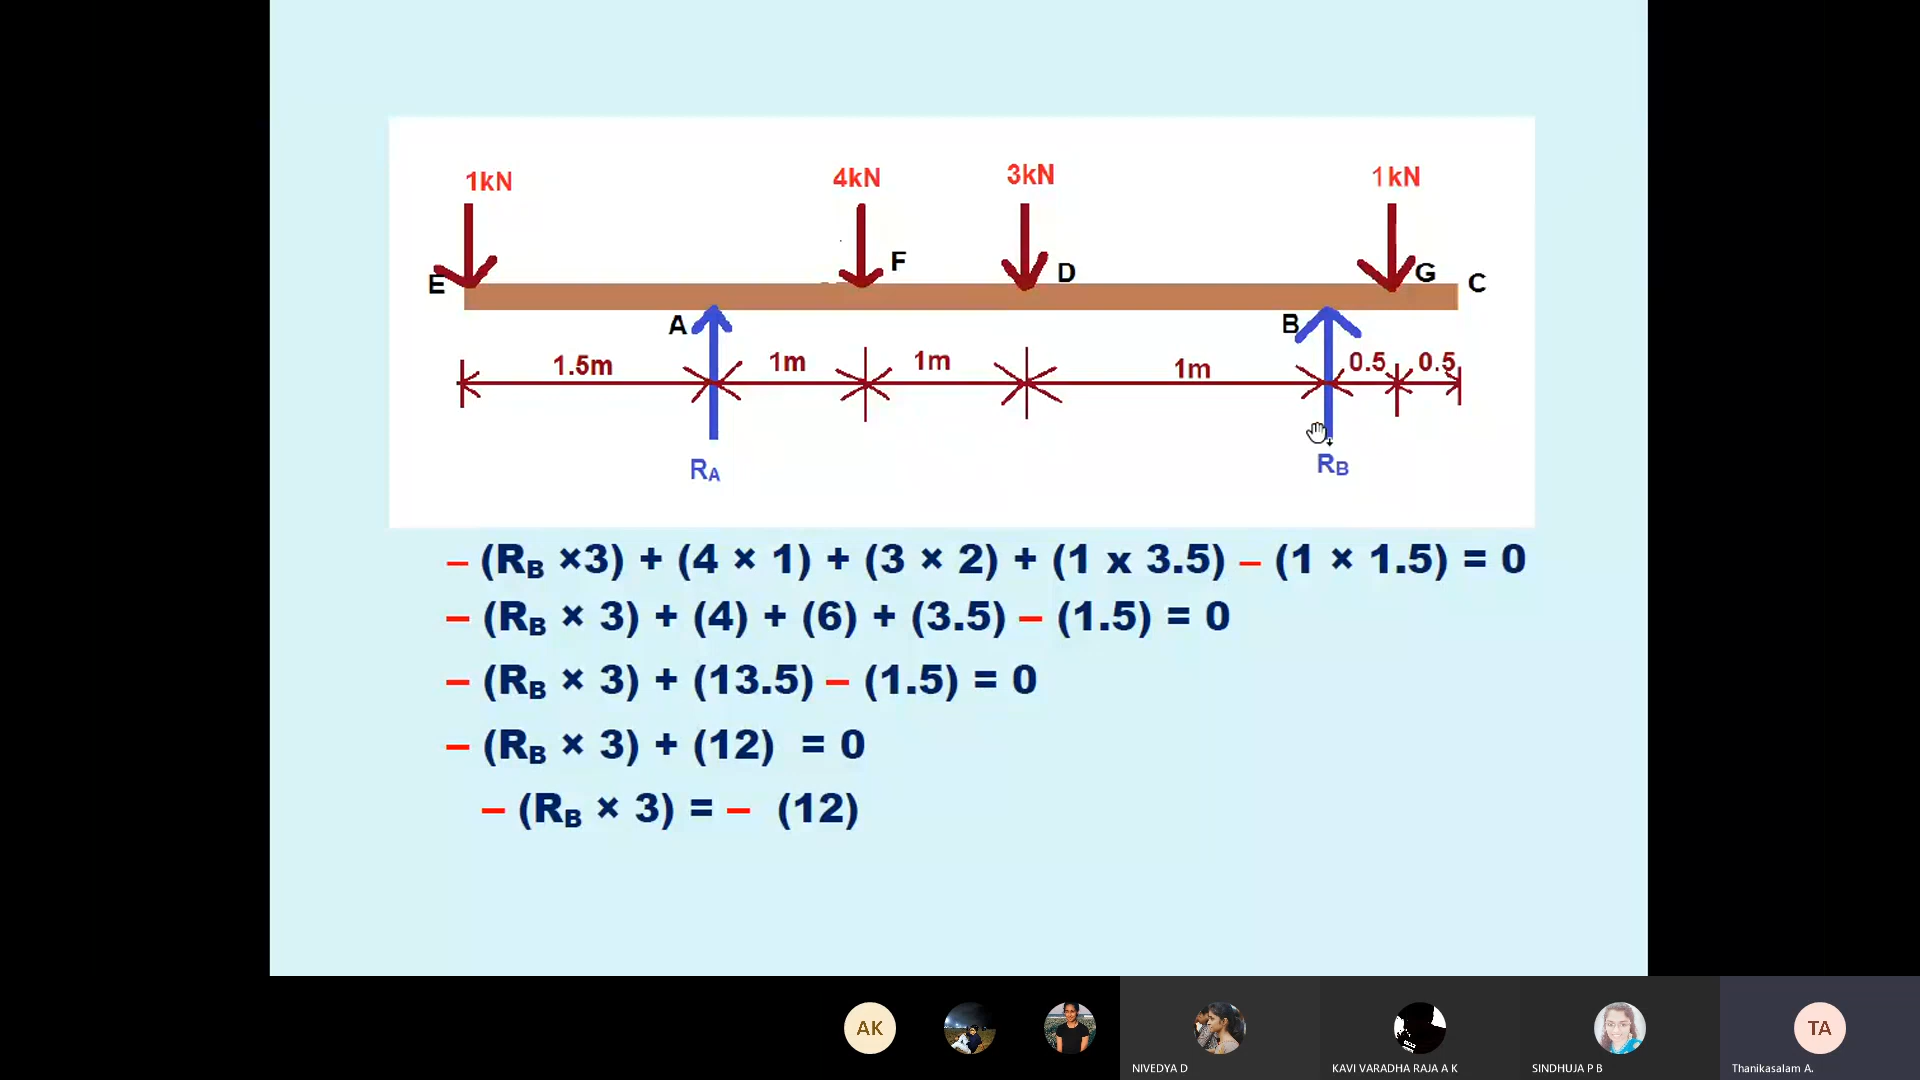 1kN 4kN 3kN 1kN
E F D G C
A B
1.5m 1m 1m 1m 0.5 0.5
RA RB
– (RB ×3) + (4 × 1) + (3 × 2) + (1 x 3.5) – (1 × 1.5) = 0
– (RB × 3) + (4) + (6) + (3.5) – (1.5) = 0
– (RB × 3) + (13.5) – (1.5) = 0
– (RB × 3) + (12) = 0
– (RB × 3) = – (12)
AK TA
NIVEDYA D KAVI VARADHA RAJA A K SINDHUJA P B Thanikasalam A.